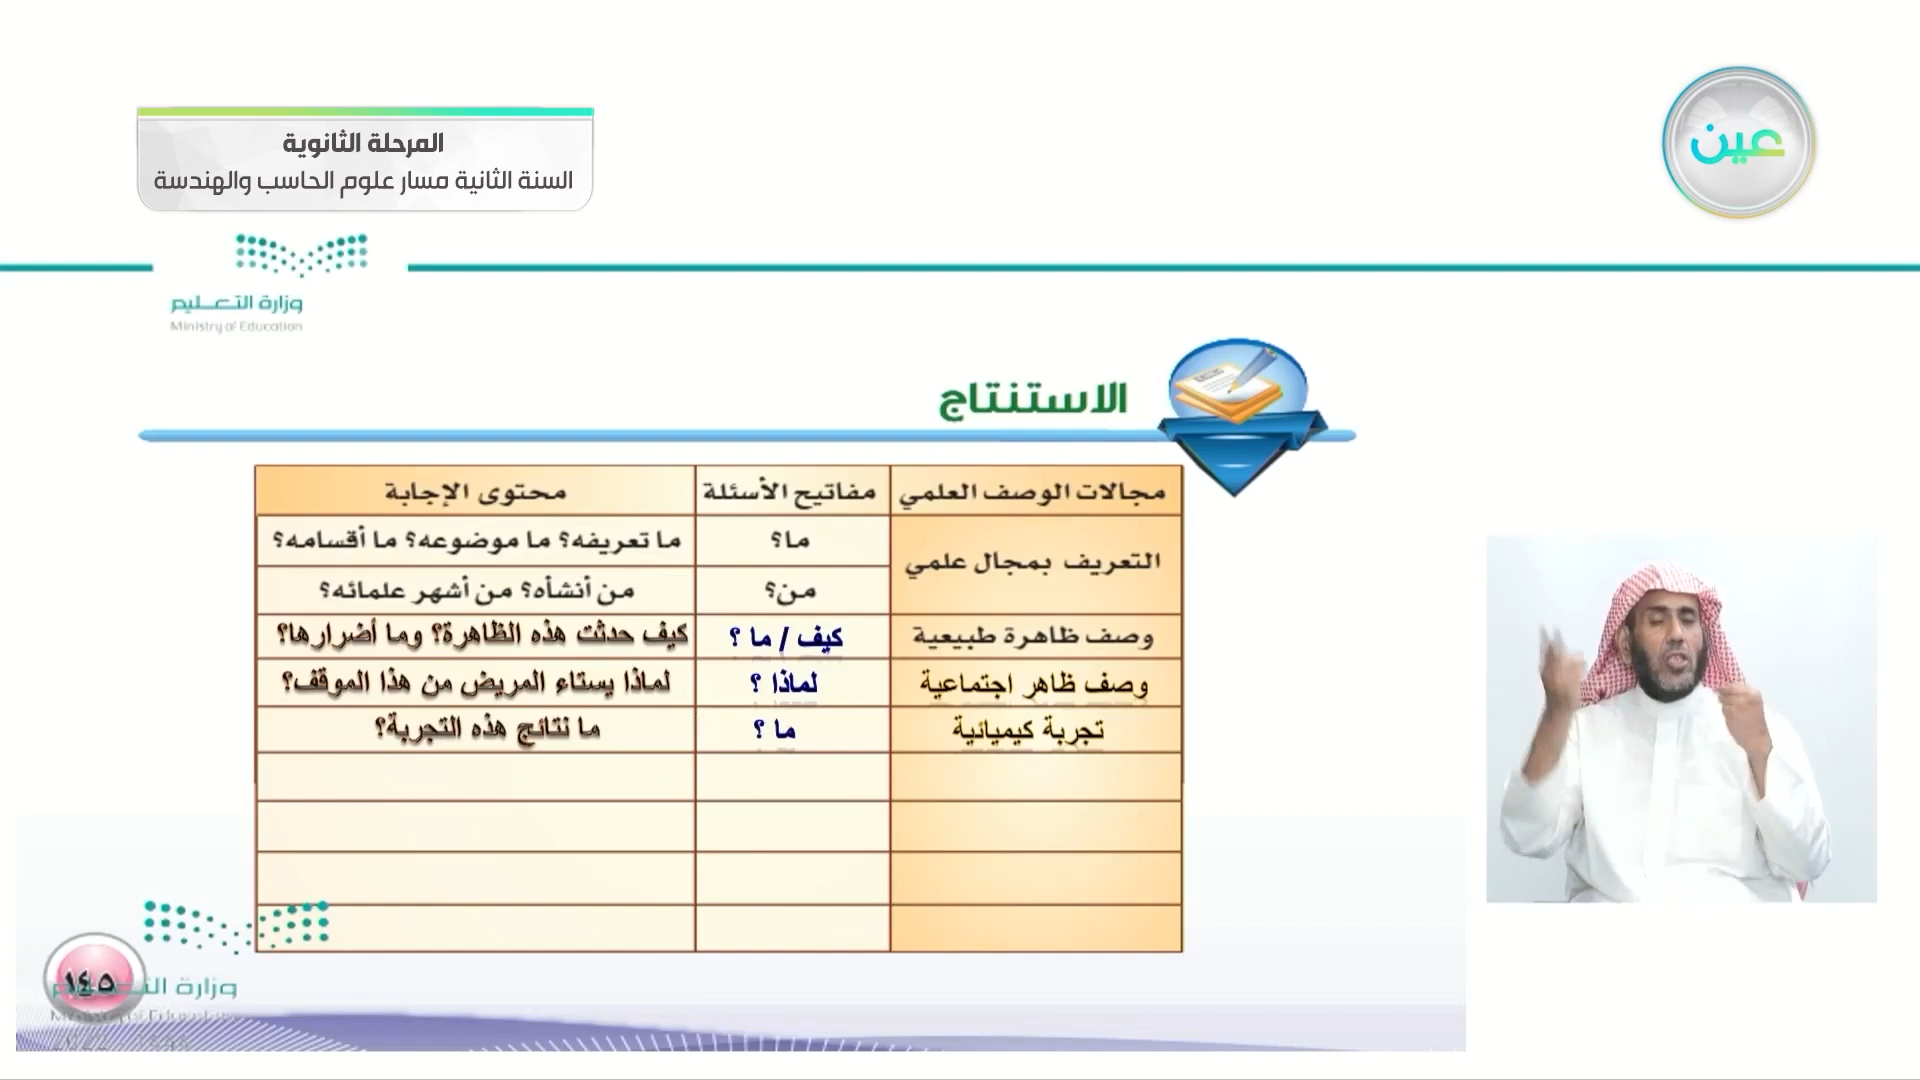 المرحلة الثانوية
السنة الثانية مسار علوم الحاسب والهندسة
عين
وزارة التعليم
Ministry of Education
الاستنتاج
مجالات الوصف العلمي
مفاتيح الأسئلة
محتوى الإجابة
التعريف بمجال علمي
ما؟
ما تعريفه؟ ما موضوعه؟ ما أقسامه؟
من؟
من أنشأه؟ من أشهر علمائه؟
وصف ظاهرة طبيعية
كيف / ما ؟
كيف حدثت هذه الظاهرة؟ وما أضرارها؟
وصف ظاهر اجتماعية
لماذا ؟
لماذا يستاء المريض من هذا الموقف؟
تجربة كيميائية
ما ؟
ما نتائج هذه التجربة؟
١٤٥
وزارة التعليم
Ministry of Education